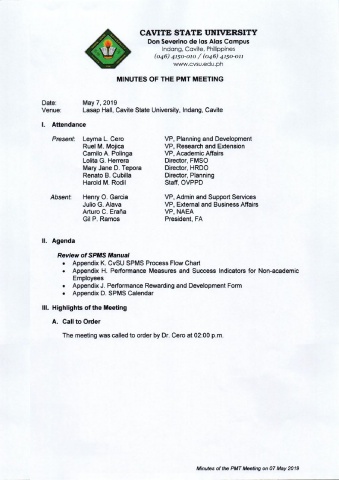 CAVITE STATE UNIVERSITY
Don Severino de las Alas Campus
Indang, Cavite, Philippines
(046) 4150-010 / (046) 4150-011
www.cvsu.edu.ph
MINUTES OF THE PMT MEETING
Date: May 7, 2019
Venue: Lasap Hall, Cavite State University, Indang, Cavite
I. Attendance
Present: Leyma L. Cero VP, Planning and Development
Ruel M. Mojica VP, Research and Extension
Camilo A. Polinga VP, Academic Affairs
Lolita G. Herrera Director, FMSO
Mary Jane D. Tepora Director, HRDO
Renato B. Cubilla Director, Planning
Harold M. Rodil Staff, OVPPD
Absent: Henry O. Garcia VP, Admin and Support Services
Julio G. Alava VP, External and Business Affairs
Arturo C. Eraña VP, NAEA
Gil P. Ramos President, FA
II. Agenda
Review of SPMS Manual
• Appendix K. CvSU SPMS Process Flow Chart
• Appendix H. Performance Measures and Success Indicators for Non-academic
Employees
• Appendix J. Performance Rewarding and Development Form
• Appendix D. SPMS Calendar
III. Highlights of the Meeting
A. Call to Order
The meeting was called to order by Dr. Cero at 02:00 p.m.
Minutes of the PMT Meeting on 07 May 2019